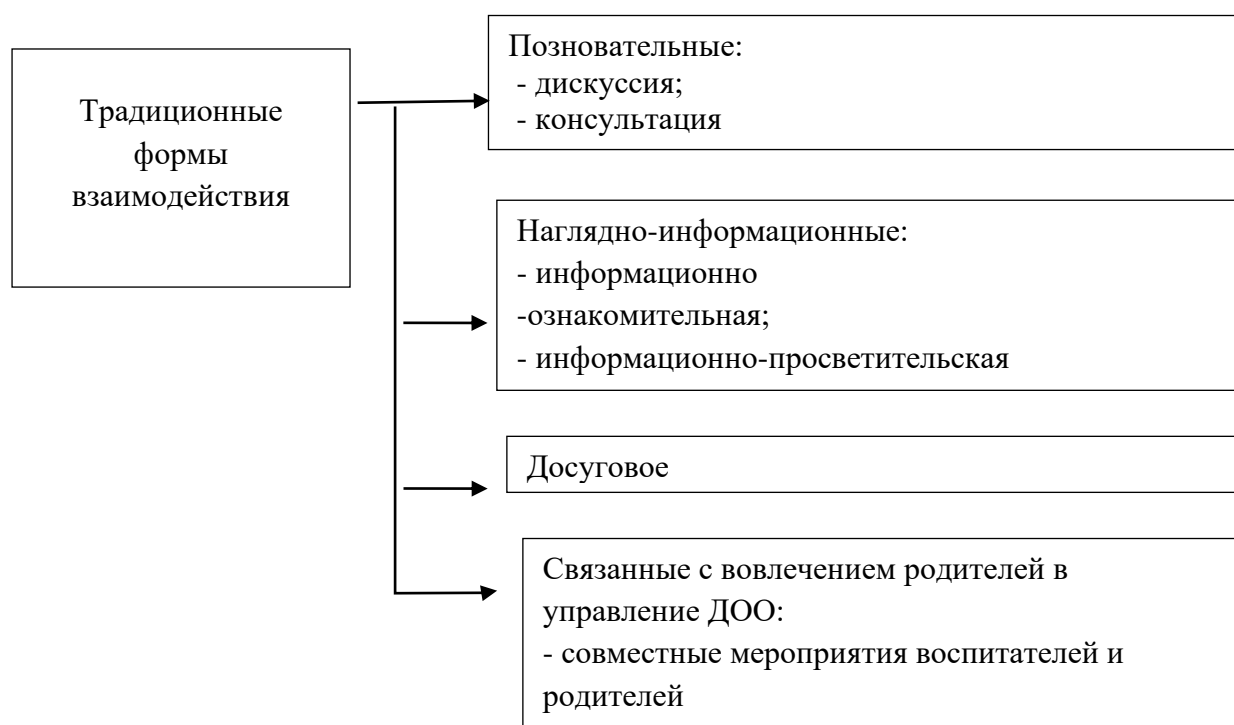 Традиционные
формы
взаимодействия
Позновательные:
- дискуссия;
- консультация
Наглядно-информационные:
- информационно
-ознакомительная;
- информационно-просветительская
Досуговое
Связанные с вовлечением родителей в
управление ДОО:
- совместные мероприятия воспитателей и
родителей